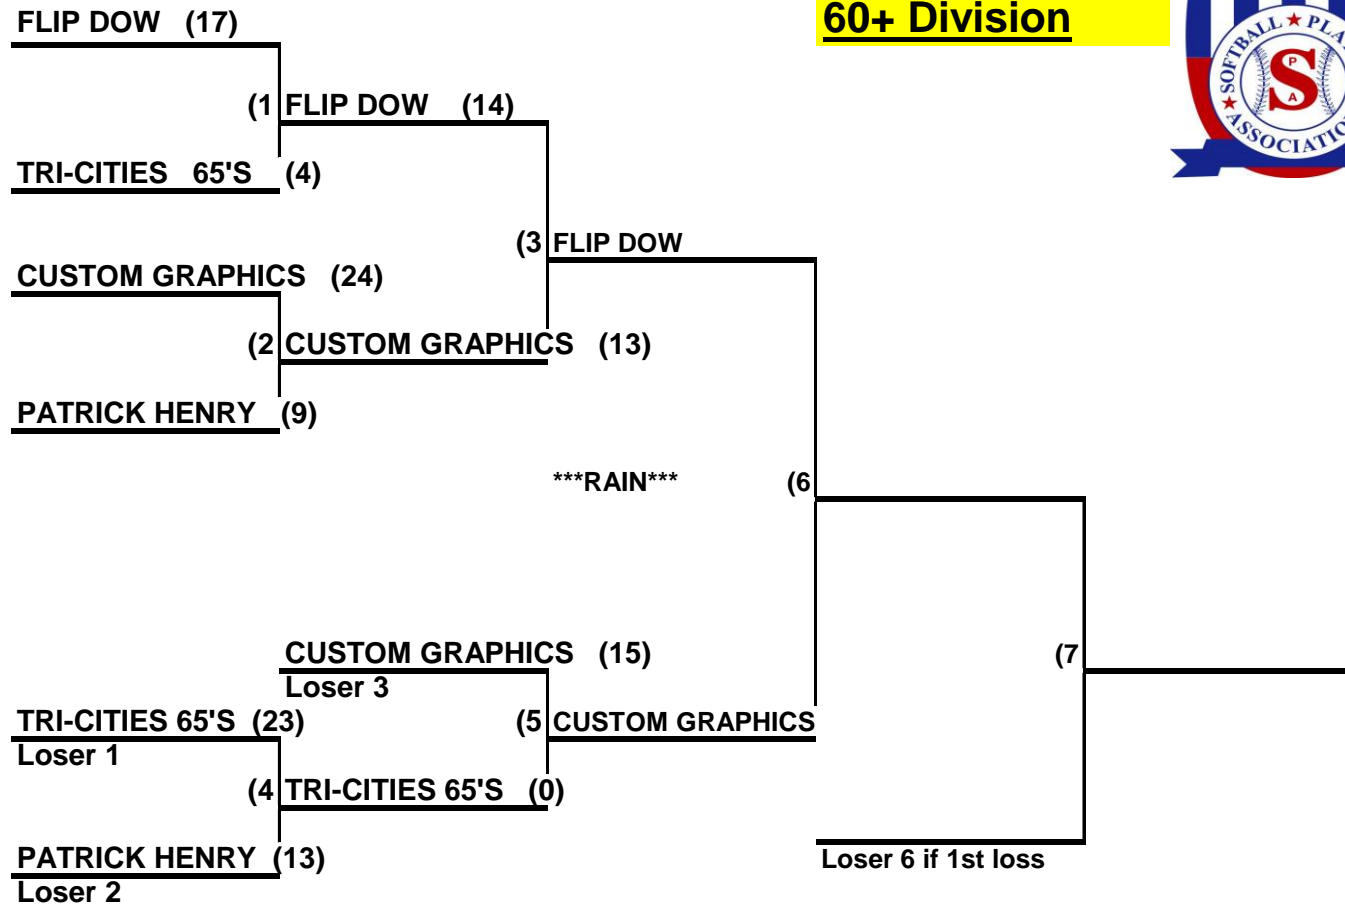 FLIP DOW (17)
60+ Division
SOFTBALL ★ PLA
P
S
A
★ ASSOCIATIO
(1 FLIP DOW (14)
TRI-CITIES 65'S (4)
(3 FLIP DOW
CUSTOM GRAPHICS (24)
(2 CUSTOM GRAPHICS (13)
PATRICK HENRY (9)
***RAIN*** (6
CUSTOM GRAPHICS (15)
(7
Loser 3
TRI-CITIES 65'S (23)
(5 CUSTOM GRAPHICS
Loser 1
(4 TRI-CITIES 65'S (0)
PATRICK HENRY (13)
Loser 6 if 1st loss
Loser 2